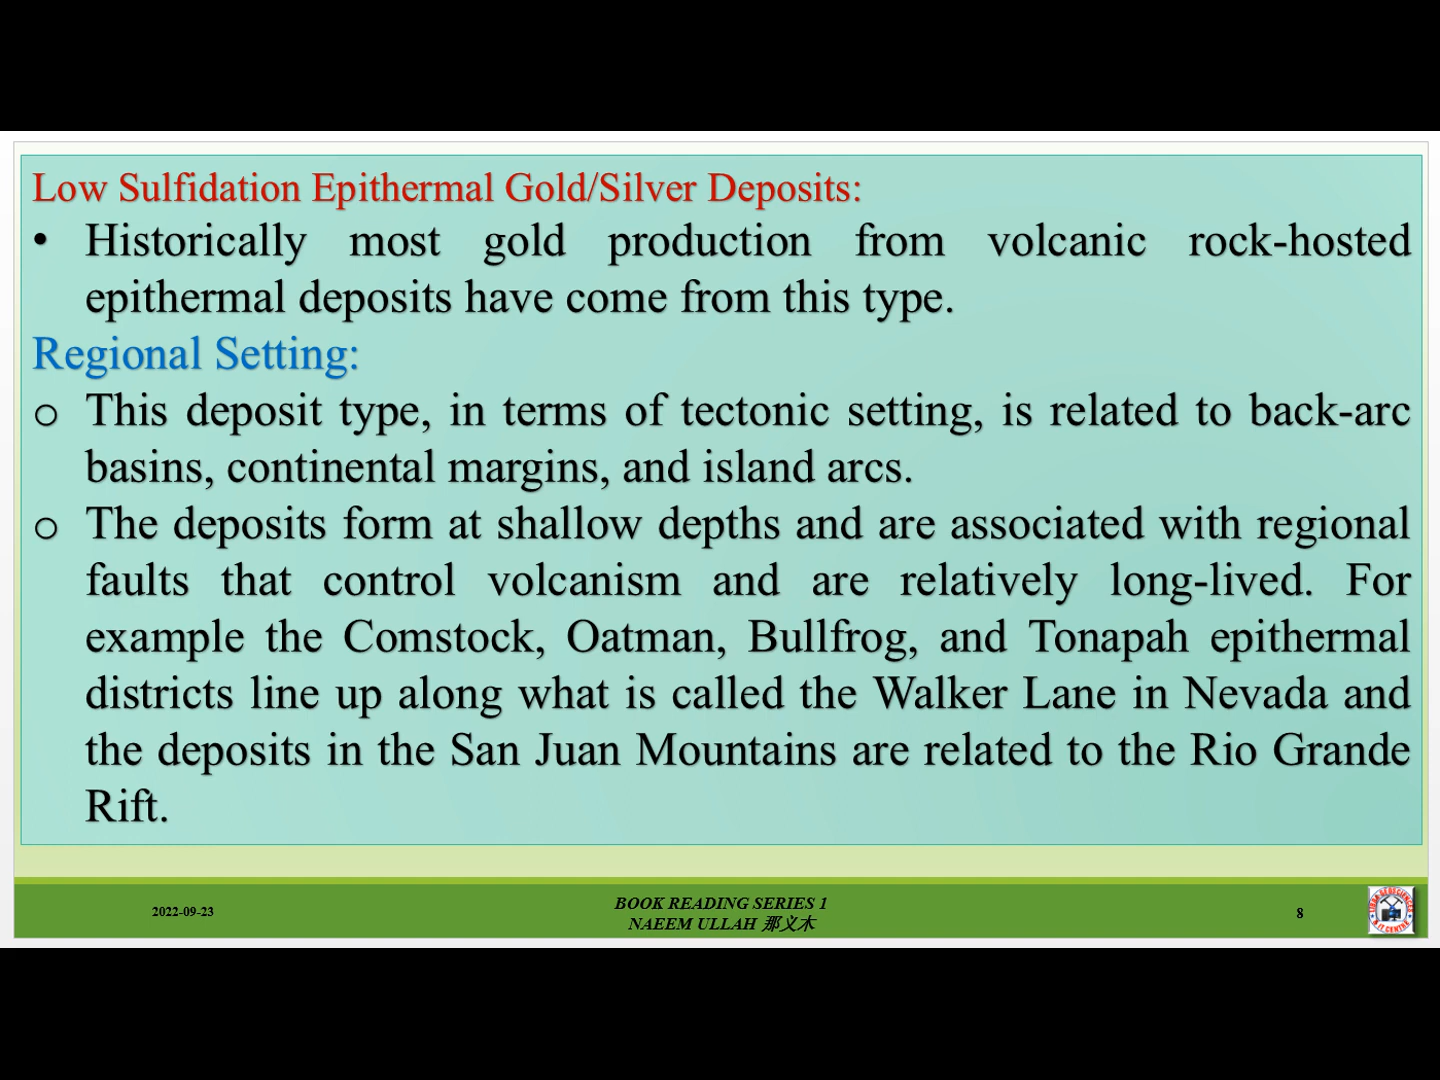 Low Sulfidation Epithermal Gold/Silver Deposits:
• Historically most gold production from volcanic rock-hosted
epithermal deposits have come from this type.
Regional Setting:
o This deposit type, in terms of tectonic setting, is related to back-arc
basins, continental margins, and island arcs.
o The deposits form at shallow depths and are associated with regional
faults that control volcanism and are relatively long-lived. For
example the Comstock, Oatman, Bullfrog, and Tonapah epithermal
districts line up along what is called the Walker Lane in Nevada and
the deposits in the San Juan Mountains are related to the Rio Grande
Rift.
2022-09-23
BOOK READING SERIES 1
NAEEM ULLAH 那义木
8